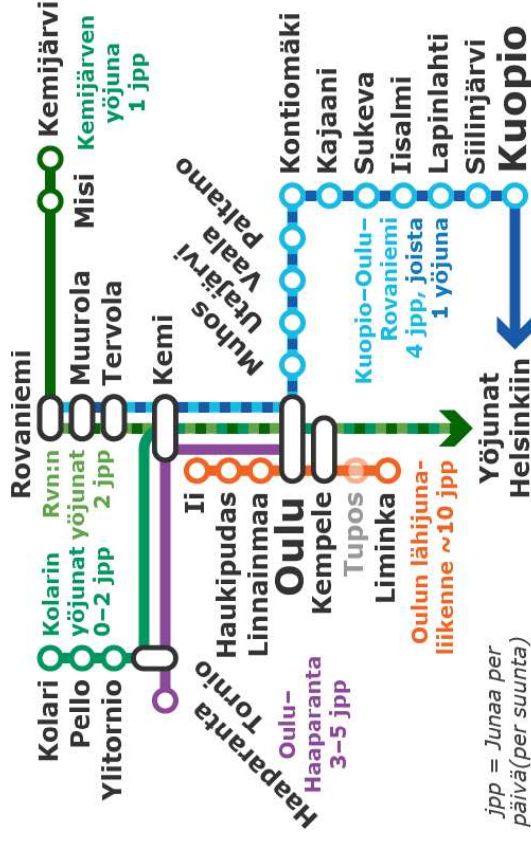 Rovaniemi
Kolari
Pello
Ylitornio
Kolarin
yöjunat
0–2 jpp
Rvn:n
yöjunat
2 jpp
Muurola
Tervola
Misi
Kemijärvi
Kemijärven
yöjuna
1 jpp
Kemi
Haaparanta
Tornio
Oulu–
Haaparanta
3–5 jpp
Ii
Haukipudas
Linnainmaa
Oulu
Kempele
Tupos
Liminka
Oulun lähijuna-
liikenne ~10 jpp
Muhos
Utajärvi
Vaala
Paltamo
Kontiomäki
Kajaani
Sukeva
Iisalmi
Lapinlahti
Siilinjärvi
Kuopio
Kuopio–Oulu–
Rovaniemi
4 jpp, joista
1 yöjuna
Yöjunat
Helsinkiin
jpp = Junaa per
päivä(per suunta)